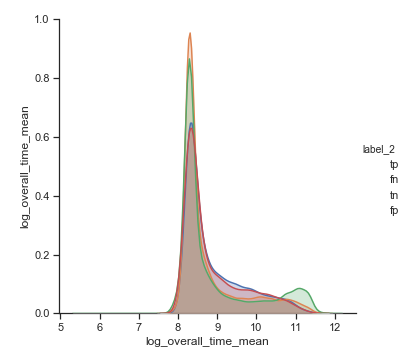 1.0
0.8
0.6
0.4
0.2
0.0
log_overall_time_mean
5 6 7 8 9 10 11 12
log_overall_time_mean
label_2
tp
fn
tn
fp